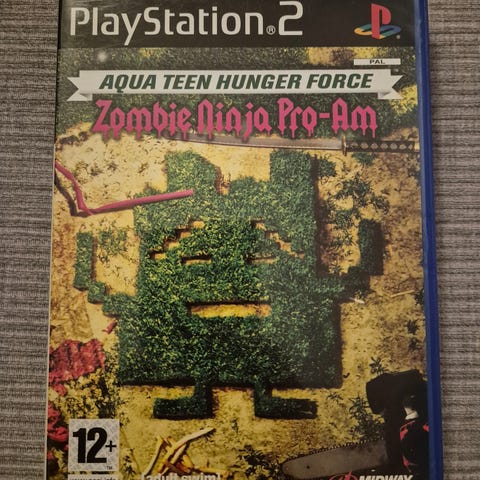 PlayStation®2
PAL
AQUA TEEN HUNGER FORCE
Zombie Ninja Pro-Am
12+
[adult swim]
MIDWAY